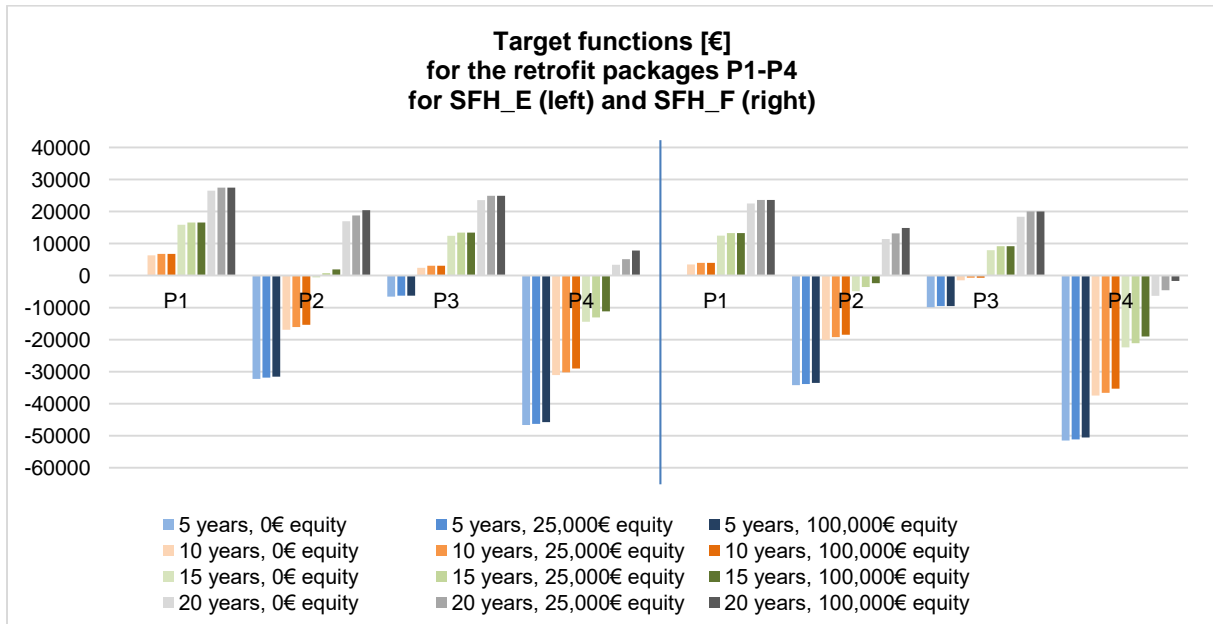 Target functions [€]
for the retrofit packages P1-P4
for SFH_E (left) and SFH_F (right)
40000
30000
20000
10000
0
-10000
-20000
-30000
-40000
-50000
-60000
P1 P2 P3 P4 P1 P2 P3 P4
5 years, 0€ equity 5 years, 25,000€ equity 5 years, 100,000€ equity
10 years, 0€ equity 10 years, 25,000€ equity 10 years, 100,000€ equity
15 years, 0€ equity 15 years, 25,000€ equity 15 years, 100,000€ equity
20 years, 0€ equity 20 years, 25,000€ equity 20 years, 100,000€ equity